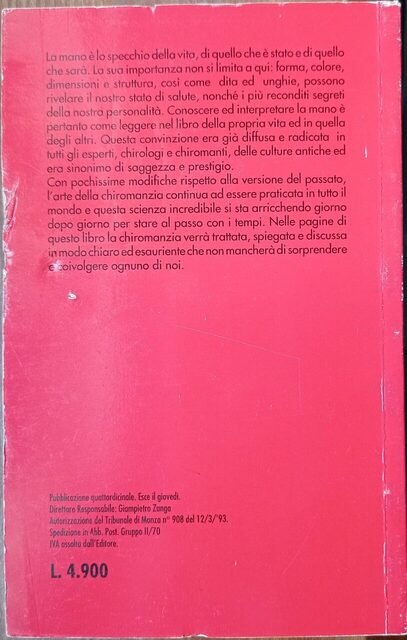 La mano è lo specchio della vita, di quello che è stato e di quello
che sarà. La sua importanza non si limita a qui: forma, colore,
dimensioni e struttura, così come dita ed unghie, possono
rivelare il nostro stato di salute, nonché i più reconditi segreti
della nostra personalità. Conoscere ed interpretare la mano è
pertanto come leggere nel libro della propria vita ed in quella
degli altri. Questa convinzione era già diffusa e radicata in
tutti gli esperti, chirologi e chiromanti, delle culture antiche ed
era sinonimo di saggezza e prestigio.
Con pochissime modifiche rispetto alla versione del passato,
l'arte della chiromanzia continua ad essere praticata in tutto il
mondo e questa scienza incredibile si sta arricchendo giorno
dopo giorno per stare al passo con i tempi. Nelle pagine di
questo libro la chiromanzia verrà trattata, spiegata e discussa
in modo chiaro ed esauriente che non mancherà di sorprendere
e coivolgere ognuno di noi.
Pubblicazione quattordicinale. Esce il giovedì.
Direttore Responsabile: Giampietro Zanga
Autorizzazione del Tribunale di Monza n° 908 del 12/3/'93.
Spedizione in Abb. Post. Gruppo II/70
IVA assolta dall'Editore.
L. 4.900